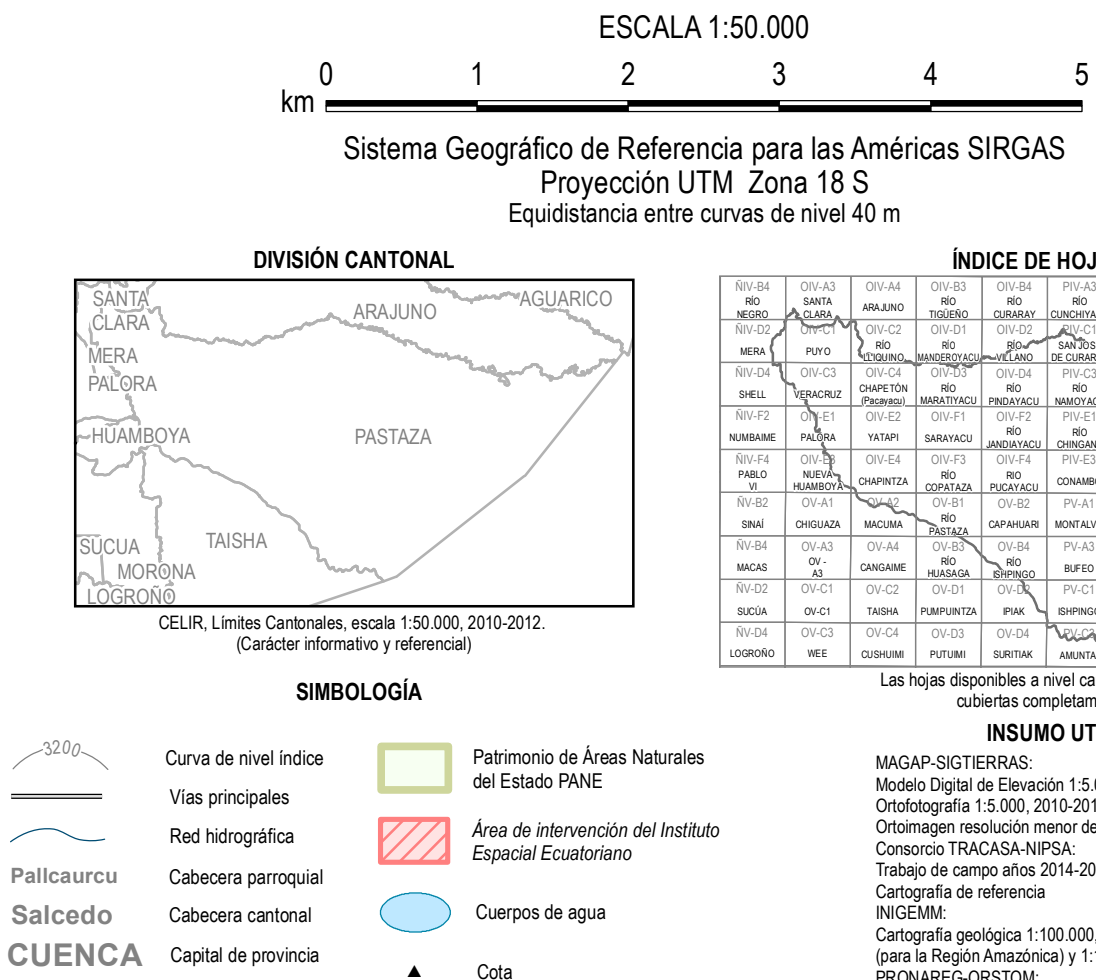 ESCALA 1:50.000
0 1 2 3 4 5
km
Sistema Geográfico de Referencia para las Américas SIRGAS
Proyección UTM Zona 18 S
Equidistancia entre curvas de nivel 40 m
DIVISIÓN CANTONAL
SANTA
CLARA
ARAJUNO
AGUARICO
MERA
PALORA
HUAMBOYA
PASTAZA
SUCUA
TAISHA
MORONA
LOGROÑO
CELIR, Límites Cantonales, escala 1:50.000, 2010-2012.
(Carácter informativo y referencial)
ÍNDICE DE HOJ
ÑIV-B4 OIV-A3 OIV-A4 OIV-B3 OIV-B4 PIV-A3
RÍO SANTA ARAJUNO RÍO RÍO RÍO
NEGRO CLARA TIGÜEÑO CURARAY CUNCHIYA
ÑIV-D2 OIV-C1 OIV-C2 OIV-D1 OIV-D2 PIV-C1
MERA PUYO RÍO RÍO RÍO SAN JOS
LLIQUINO MANDEROYACU VILLANO DE CURAR
ÑIV-D4 OIV-C3 OIV-C4 OIV-D3 OIV-D4 PIV-C3
SHELL VERACRUZ CHAPETÓN RÍO RÍO RÍO
(Pacayacu) MARATIYACU PINDAYACU NAMOYAC
ÑIV-F2 OIV-E1 OIV-E2 OIV-F1 OIV-F2 PIV-E1
NUMBAIME PALORA YATAPI SARAYACU RÍO RÍO
JANDIAYACU CHINGAN
ÑIV-F4 OIV-E3 OIV-E4 OIV-F3 OIV-F4 PIV-E3
PABLO NUEVA CHAPINTZA RÍO RIO CONAMBO
VI HUAMBOYA COPATAZA PUCAYACU
ÑV-B2 OV-A1 OV-A2 OV-B1 OV-B2 PV-A1
SINAÍ CHIGUAZA MACUMA RÍO CAPAHUARI MONTALV
PASTAZA
ÑV-B4 OV-A3 OV-A4 OV-B3 OV-B4 PV-A3
MACAS OV - CANGAIME RÍO RÍO BUFEO
A3 HUASAGA ISHPINGO
ÑV-D2 OV-C1 OV-C2 OV-D1 OV-D2 PV-C1
SUCÚA OV-C1 TAISHA PUMPUINTZA IPIAK ISHPINGO
ÑV-D4 OV-C3 OV-C4 OV-D3 OV-D4 PV-C3
LOGROÑO WEE CUSHUIMI PUTUIMI SURITIAK AMUNTA
Las hojas disponibles a nivel ca
cubiertas completam
SIMBOLOGÍA
3200
Curva de nivel índice
Vías principales
Red hidrográfica
Pallcaurcu Cabecera parroquial
Salcedo Cabecera cantonal
CUENCA Capital de provincia
Patrimonio de Áreas Naturales
del Estado PANE
Área de intervención del Instituto
Espacial Ecuatoriano
Cuerpos de agua
Cota
INSUMO UT
MAGAP-SIGTIERRAS:
Modelo Digital de Elevación 1:5.0
Ortofotografía 1:5.000, 2010-201
Ortoimagen resolución menor de
Consorcio TRACASA-NIPSA:
Trabajo de campo años 2014-20
Cartografía de referencia
INIGEMM:
Cartografía geológica 1:100.000,
(para la Región Amazónica) y 1:
PRONAREG-ORSTOM: